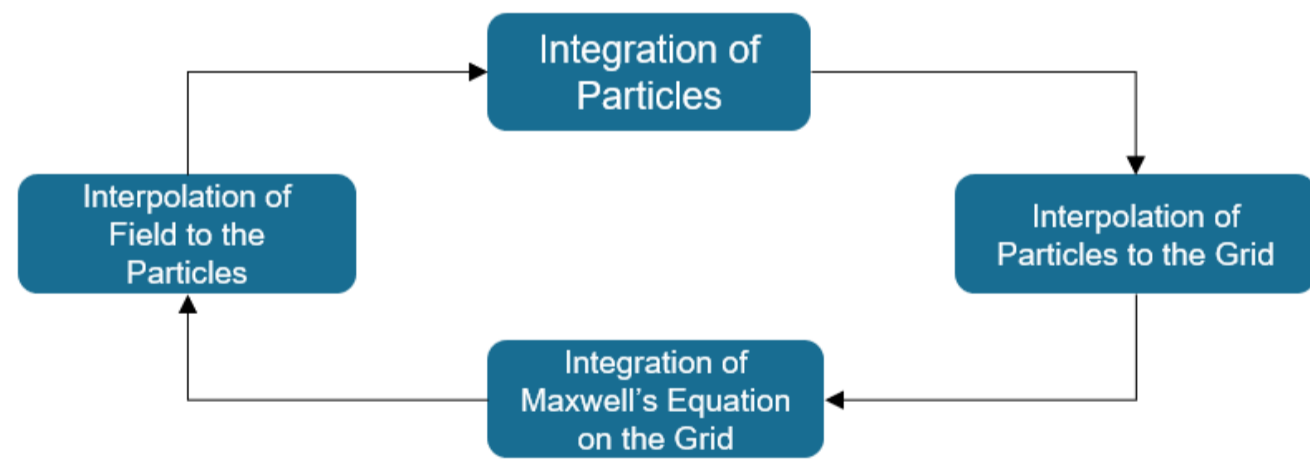 Integration of
Particles
Interpolation of
Field to the
Particles
Interpolation of
Particles to the Grid
Integration of
Maxwell’s Equation
on the Grid